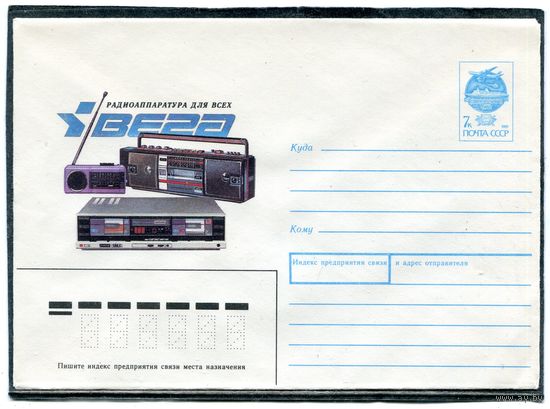 РАДИОАППАРАТУРА ДЛЯ ВСЕХ
ВЕГА
7к
ПОЧТА СССР
Куда
Кому
Индекс предприятия связи и адрес отправителя
Пишите индекс предприятия связи места назначения